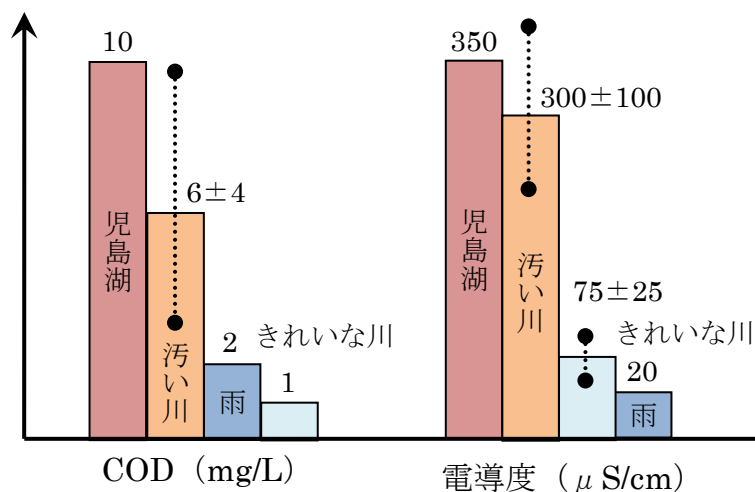 10
児島湖
6±4
汚い川
2
雨
きれいな川
1
COD (mg/L)
350
児島湖
300±100
汚い川
75±25
きれいな川
20
雨
電導度 (μS/cm)